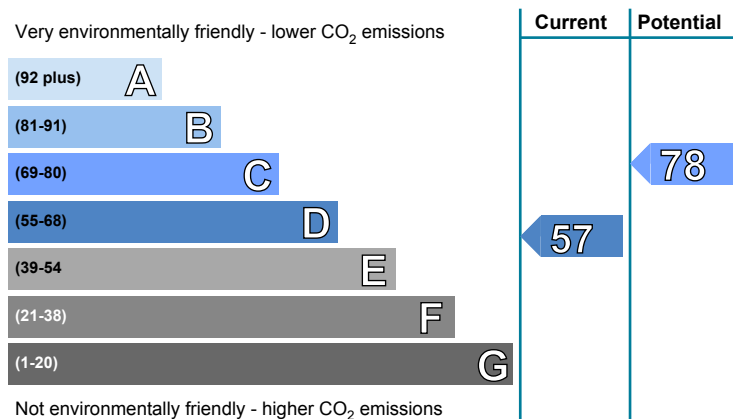 Very environmentally friendly - lower CO₂ emissions
Current
Potential
(92 plus) A
(81-91) B
(69-80) C
78
(55-68) D
57
(39-54 E
(21-38) F
(1-20) G
Not environmentally friendly - higher CO₂ emissions